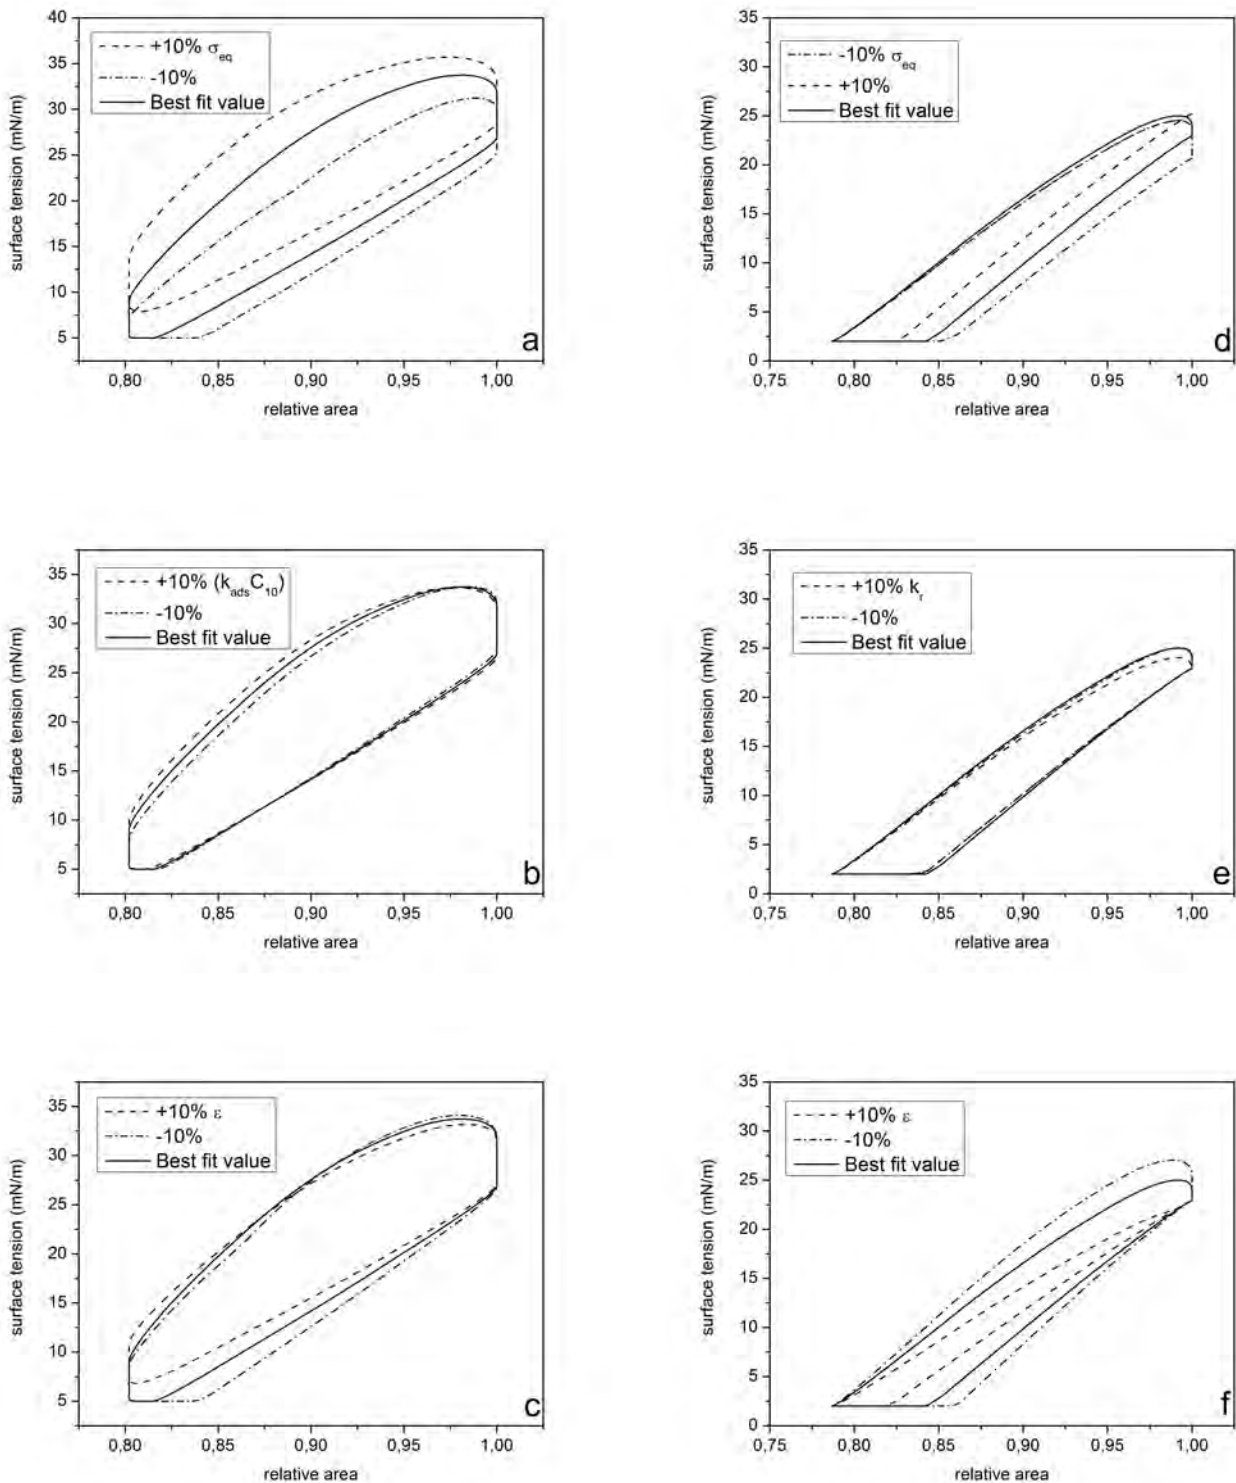 40
35
30
25
20
15
10
5
surface tension (mN/m)
+10% σeq
-10%
Best fit value
a
0,80 0,85 0,90 0,95 1,00
relative area
35
30
25
20
15
10
5
0
surface tension (mN/m)
-10% σeq
+10%
Best fit value
d
0,75 0,80 0,85 0,90 0,95 1,00
relative area
35
30
25
20
15
10
5
surface tension (mN/m)
+10% (kadsC10)
-10%
Best fit value
b
0,80 0,85 0,90 0,95 1,00
relative area
35
30
25
20
15
10
5
0
surface tension (mN/m)
+10% kr
-10%
Best fit value
e
0,75 0,80 0,85 0,90 0,95 1,00
relative area
35
30
25
20
15
10
5
surface tension (mN/m)
+10% ε
-10%
Best fit value
c
0,80 0,85 0,90 0,95 1,00
relative area
35
30
25
20
15
10
5
0
surface tension (mN/m)
+10% ε
-10%
Best fit value
f
0,75 0,80 0,85 0,90 0,95 1,00
relative area